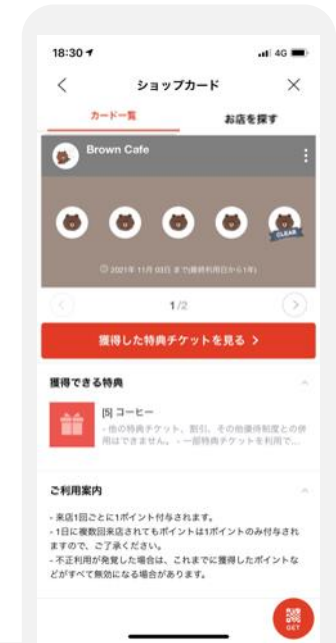 18:30
4G
ショップカード
カード一覧
お店を探す
Brown Cafe
CLEAR
2021年 11月 03日 まで(最終利用日から1年)
1/2
獲得した特典チケットを見る >
獲得できる特典
[5] コーヒー
- 他の特典チケット、割引、その他優待制度との併
用はできません。 - 一部特典チケットを利用で...
ご利用案内
- 来店1回ごとに1ポイント付与されます。
- 1日に複数回来店されてもポイントは1ポイントのみ付与され
ますので、ご了承ください。
- 不正利用が発覚した場合は、これまでに獲得したポイントな
どがすべて無効になる場合があります。
GET